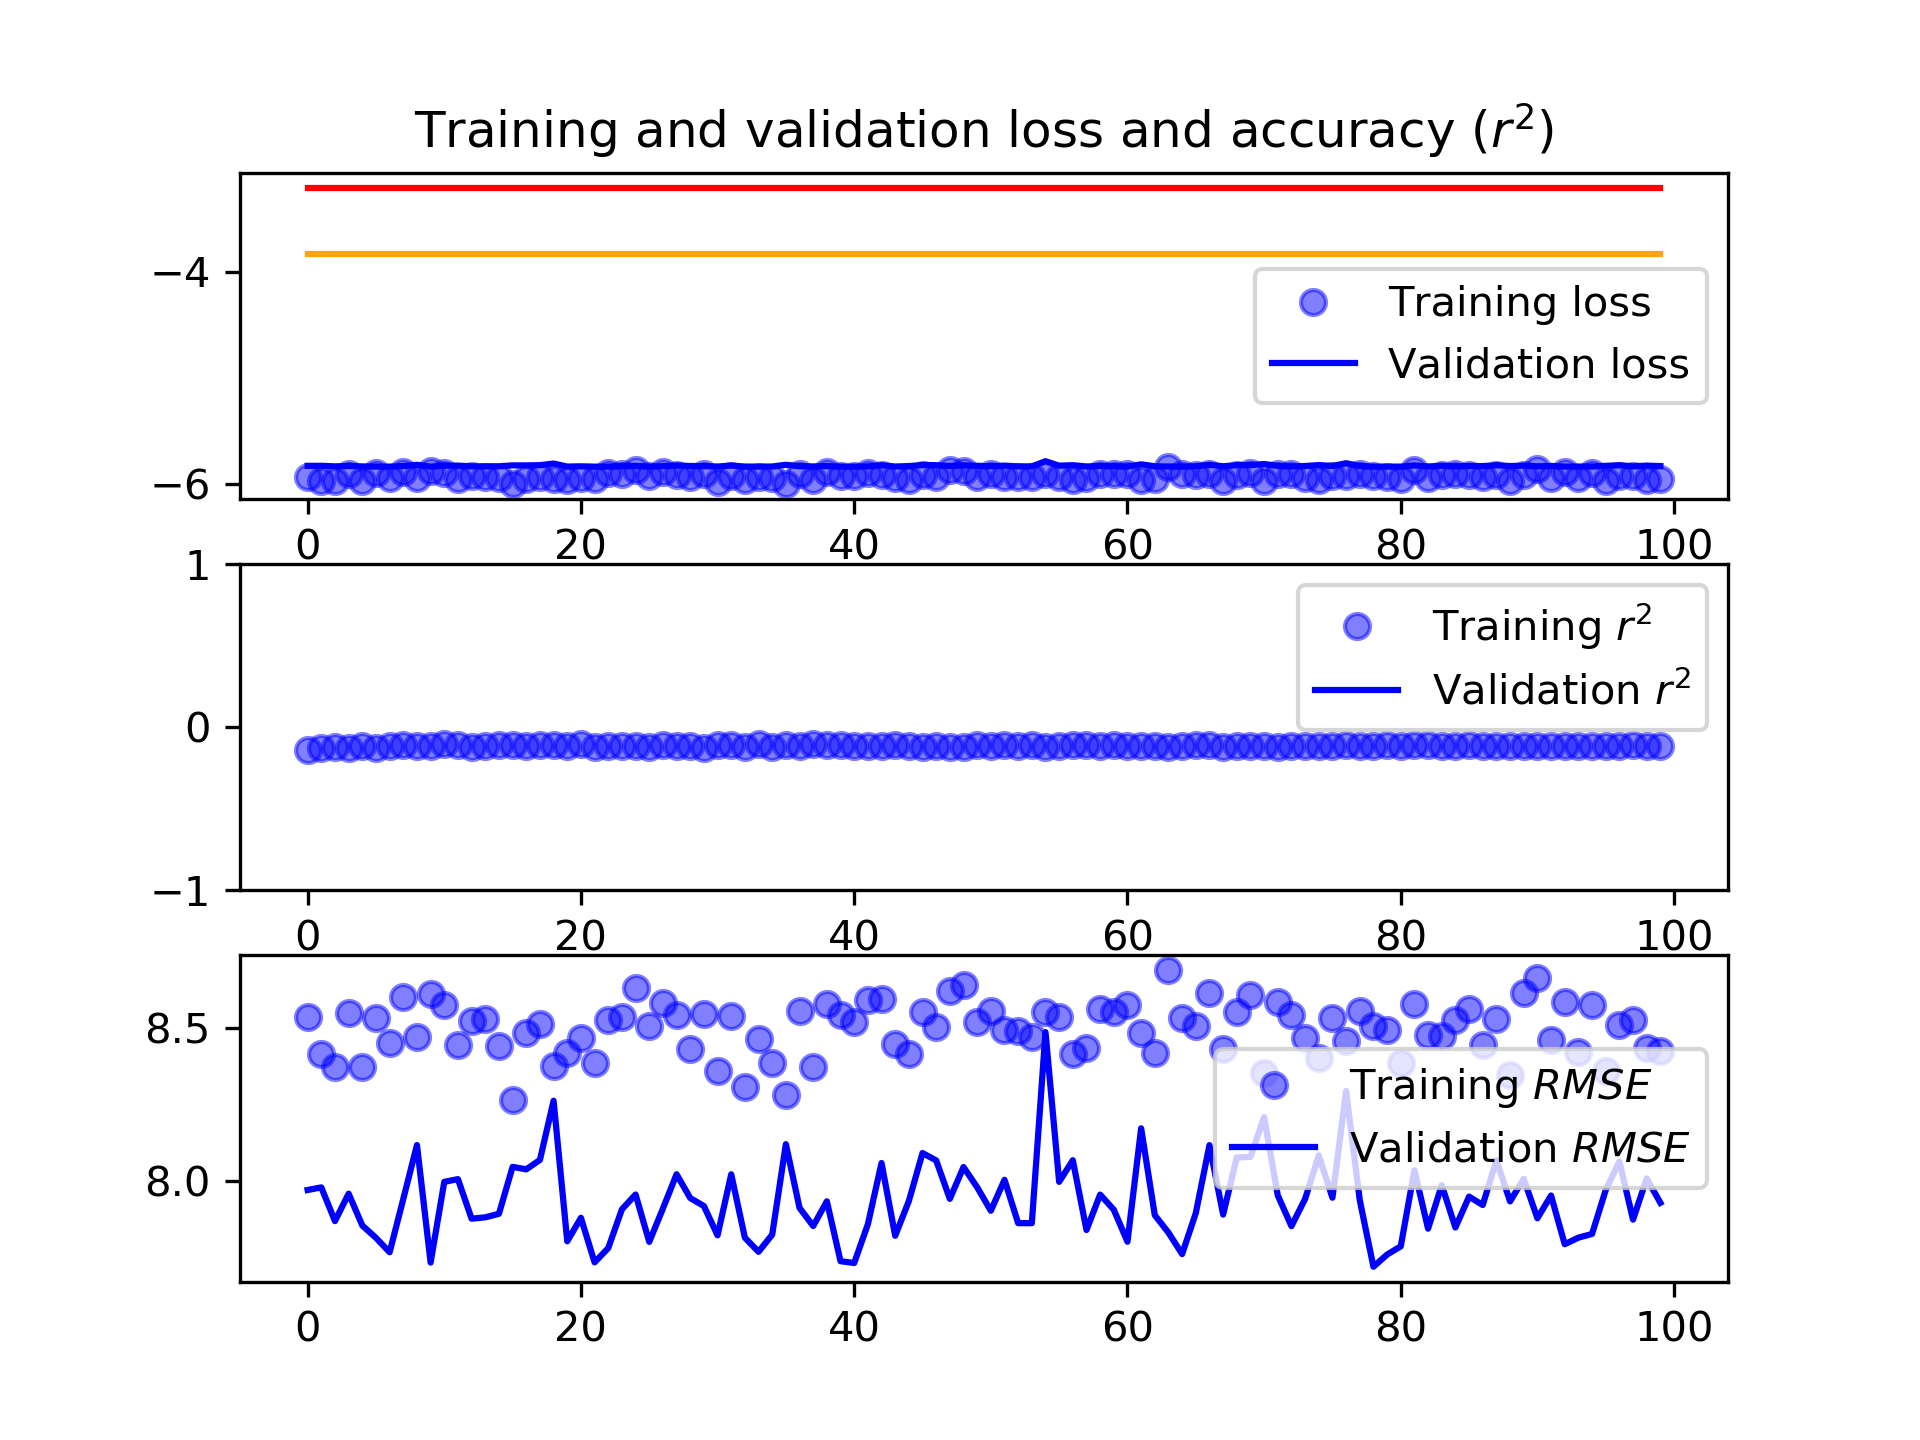 Training and validation loss and accuracy (r²)
−4
−6
Training loss
Validation loss
0 20 40 60 80 100
1
0
−1
Training r²
Validation r²
0 20 40 60 80 100
8.5
8.0
Training RMSE
Validation RMSE
0 20 40 60 80 100